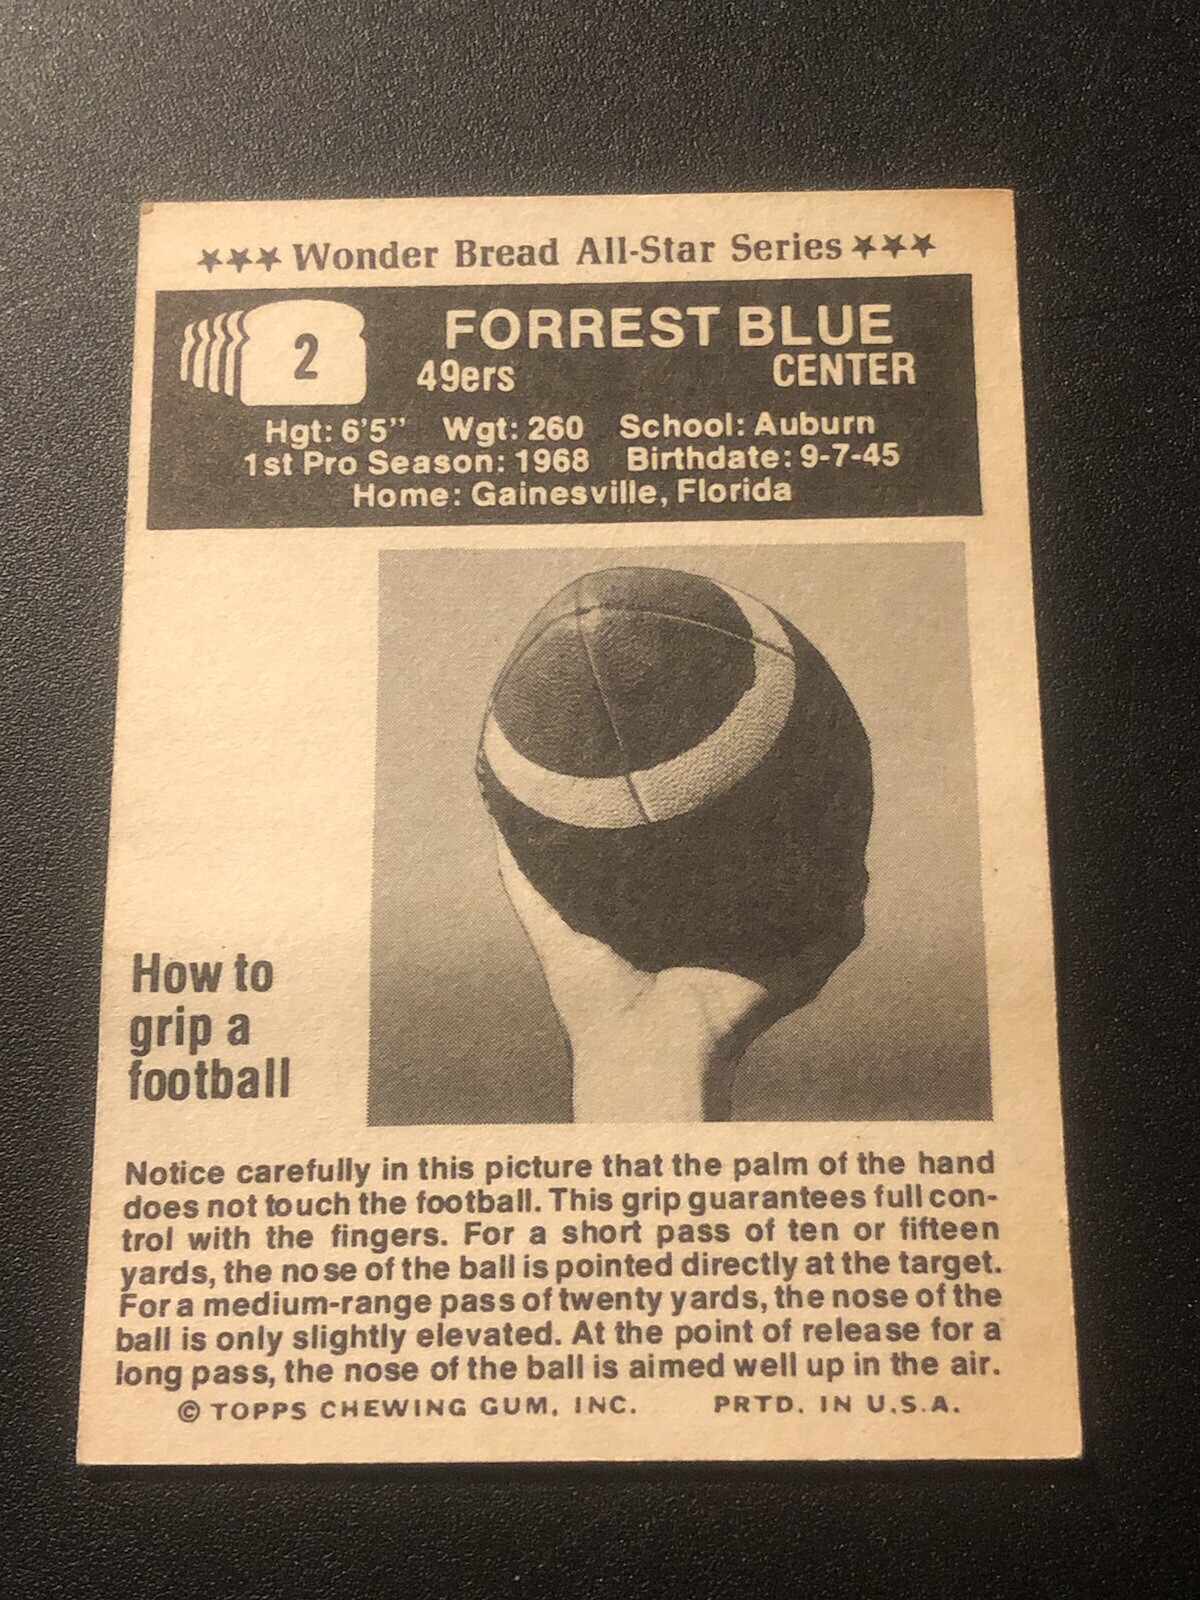 ★★★ Wonder Bread All-Star Series ★★★
2
FORREST BLUE
49ers CENTER
Hgt: 6'5" Wgt: 260 School: Auburn
1st Pro Season: 1968 Birthdate: 9-7-45
Home: Gainesville, Florida
How to
grip a
football
Notice carefully in this picture that the palm of the hand
does not touch the football. This grip guarantees full con-
trol with the fingers. For a short pass of ten or fifteen
yards, the nose of the ball is pointed directly at the target.
For a medium-range pass of twenty yards, the nose of the
ball is only slightly elevated. At the point of release for a
long pass, the nose of the ball is aimed well up in the air.
© TOPPS CHEWING GUM, INC. PRTD. IN U.S.A.